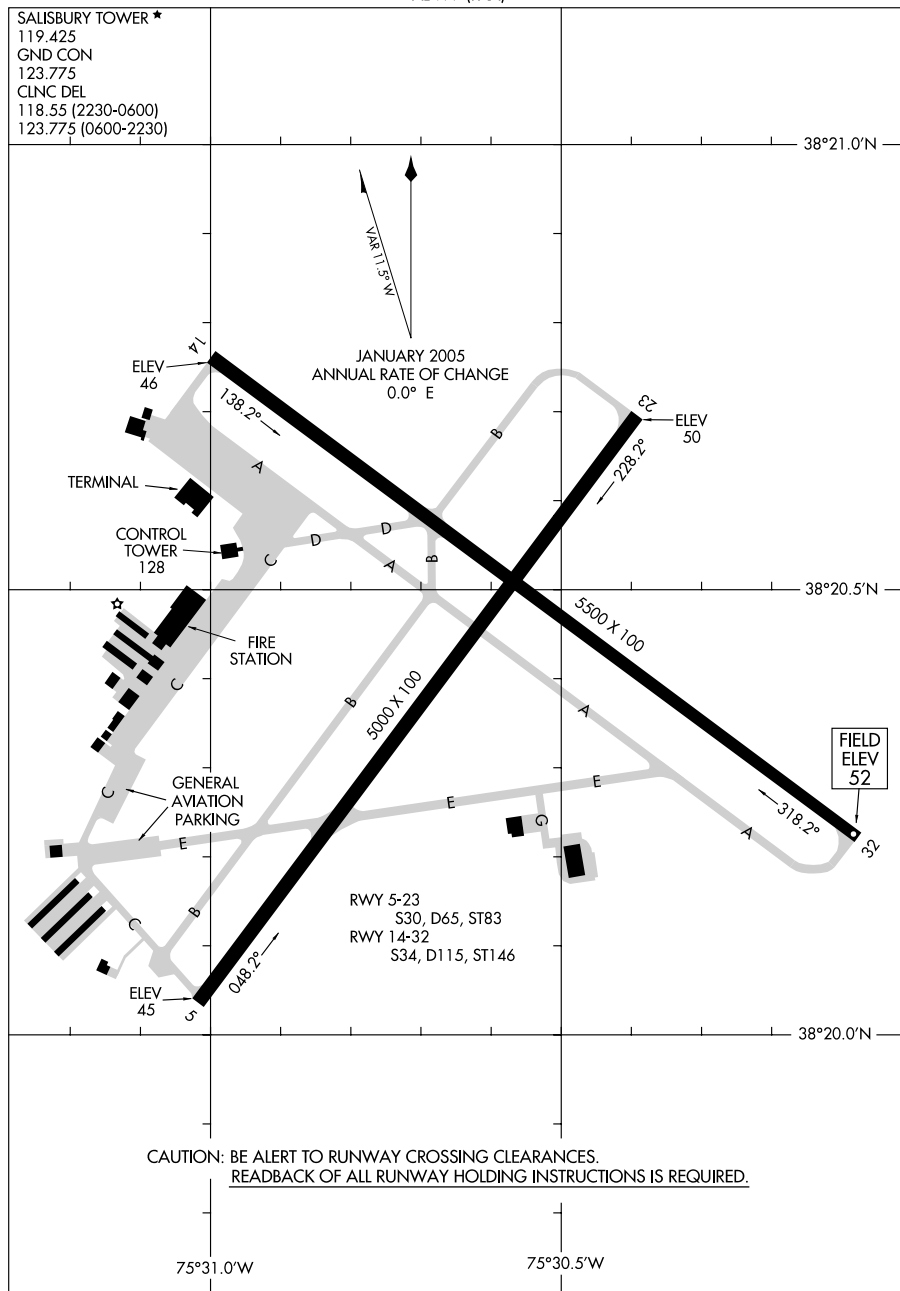 SALISBURY TOWER ★
119.425
GND CON
123.775
CLNC DEL
118.55 (2230-0600)
123.775 (0600-2230)
38°21.0'N
VAR 11.5° W
JANUARY 2005
ANNUAL RATE OF CHANGE
0.0° E
14
ELEV
46
138.2°
23
ELEV
50
228.2°
B
A
TERMINAL
CONTROL
TOWER
128
D
D
C
A
B
38°20.5'N
5500 X 100
FIRE
STATION
C
B
5000 X 100
A
FIELD
ELEV
52
GENERAL
AVIATION
PARKING
C
E
E
E
G
318.2°
A
32
RWY 5-23
S30, D65, ST83
RWY 14-32
S34, D115, ST146
C
B
048.2°
ELEV
45
5
38°20.0'N
CAUTION: BE ALERT TO RUNWAY CROSSING CLEARANCES.
READBACK OF ALL RUNWAY HOLDING INSTRUCTIONS IS REQUIRED.
75°31.0'W
75°30.5'W